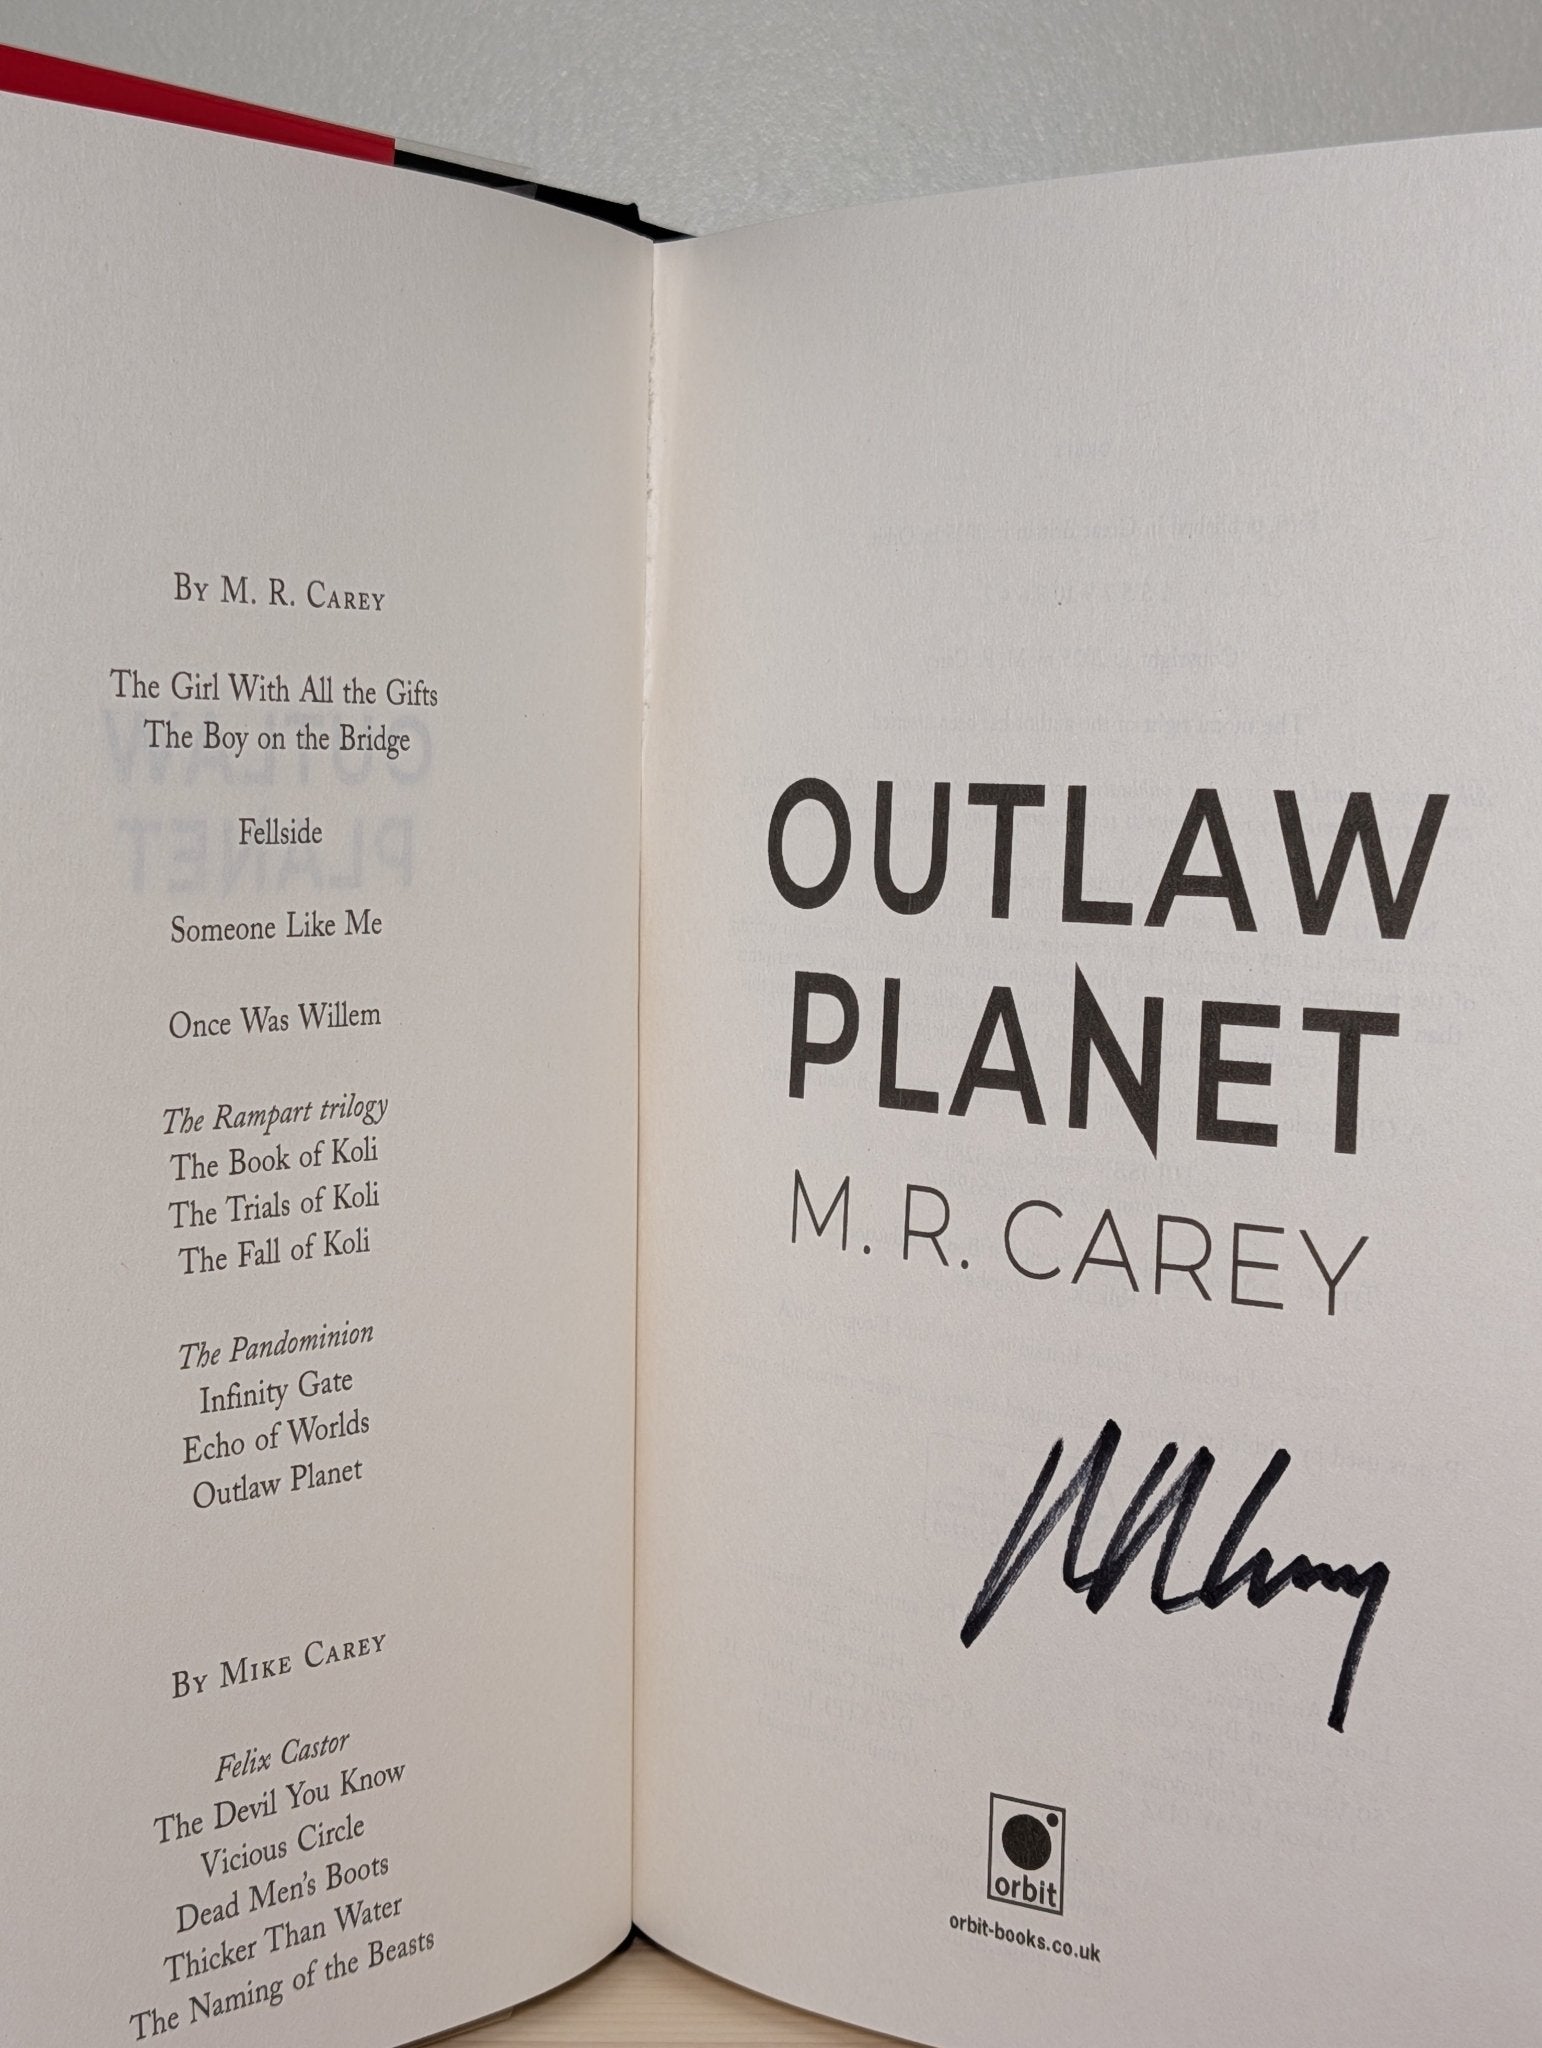 By M. R. Carey
The Girl With All the Gifts
The Boy on the Bridge
Fellside
Someone Like Me
Once Was Willem
The Rampart trilogy
The Book of Koli
The Trials of Koli
The Fall of Koli
The Pandominion
Infinity Gate
Echo of Worlds
Outlaw Planet
By Mike Carey
Felix Castor
The Devil You Know
Vicious Circle
Dead Men's Boots
Thicker Than Water
The Naming of the Beasts
OUTLAW
PLANET
M. R. CAREY
orbit
orbit-books.co.uk